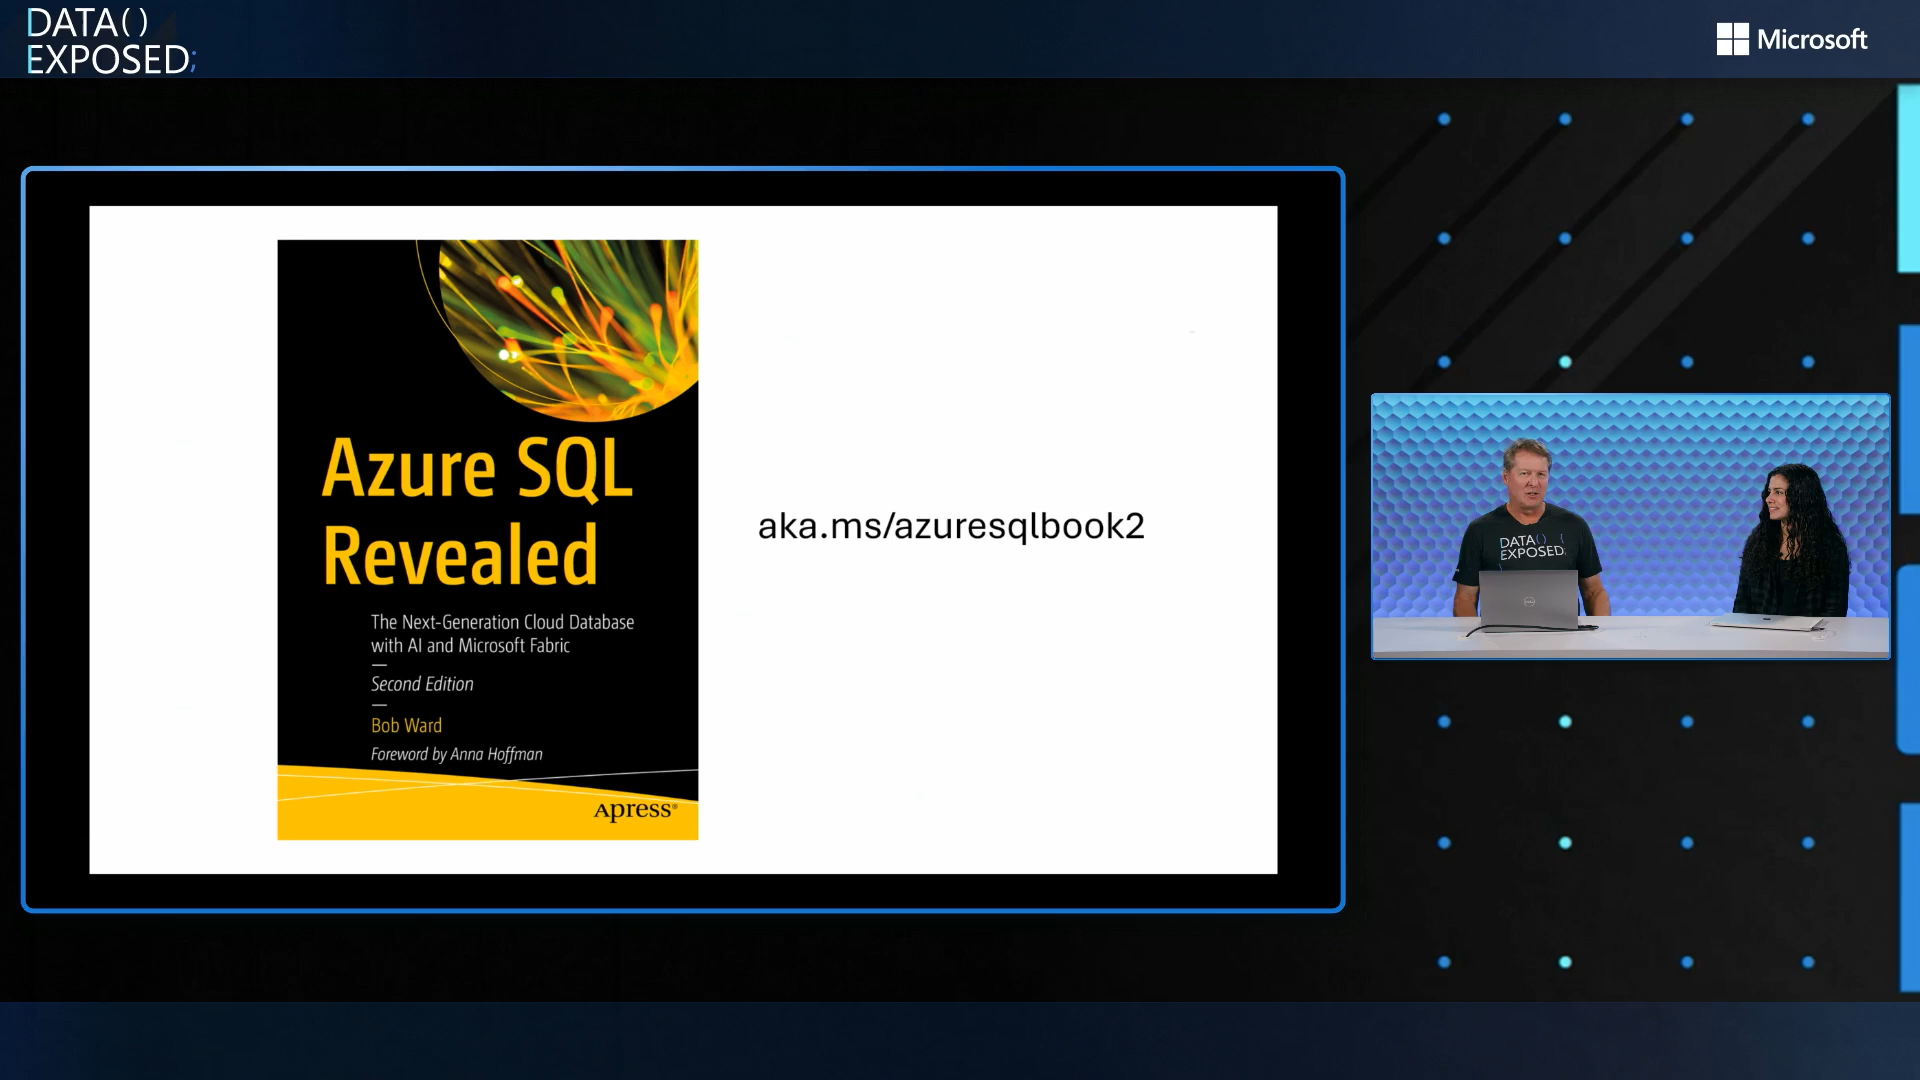 DATA()
EXPOSED;
Microsoft
Azure SQL
Revealed
The Next-Generation Cloud Database
with AI and Microsoft Fabric
—
Second Edition
—
Bob Ward
Foreword by Anna Hoffman
Apress®
aka.ms/azuresqlbook2
DATA() {
EXPOSED;
}